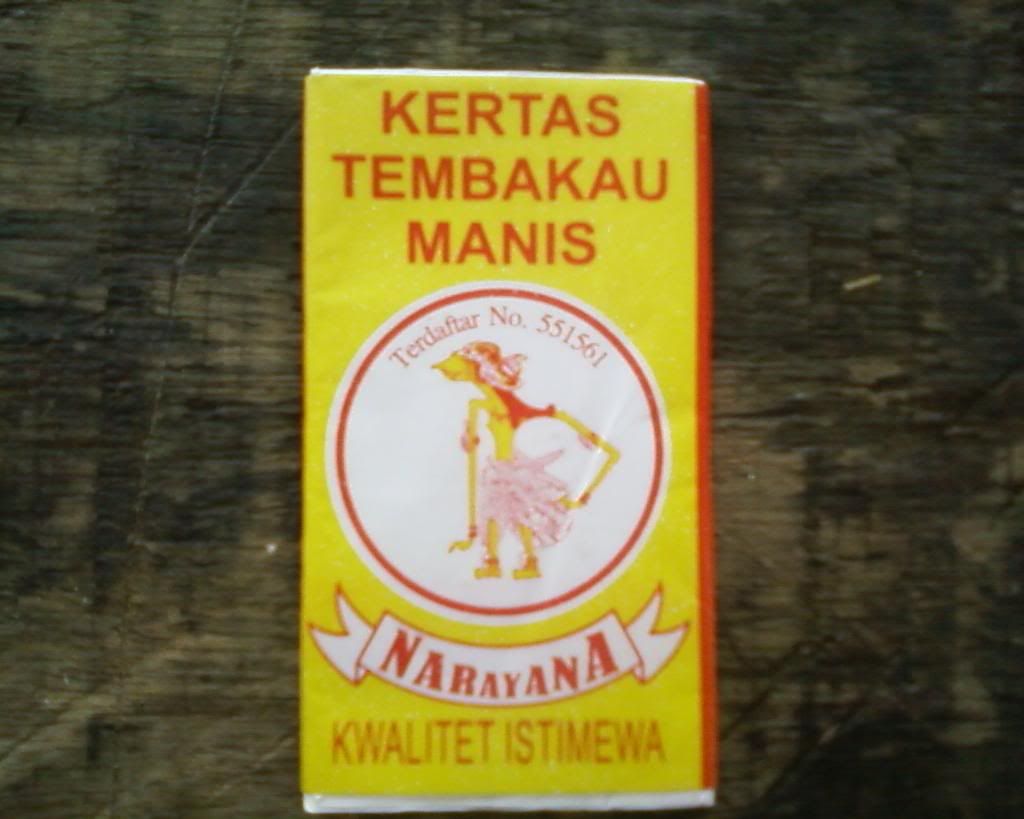 KERTAS
TEMBAKAU
MANIS
Terdaftar No. 551561
NARAYANA
KWALITET ISTIMEWA